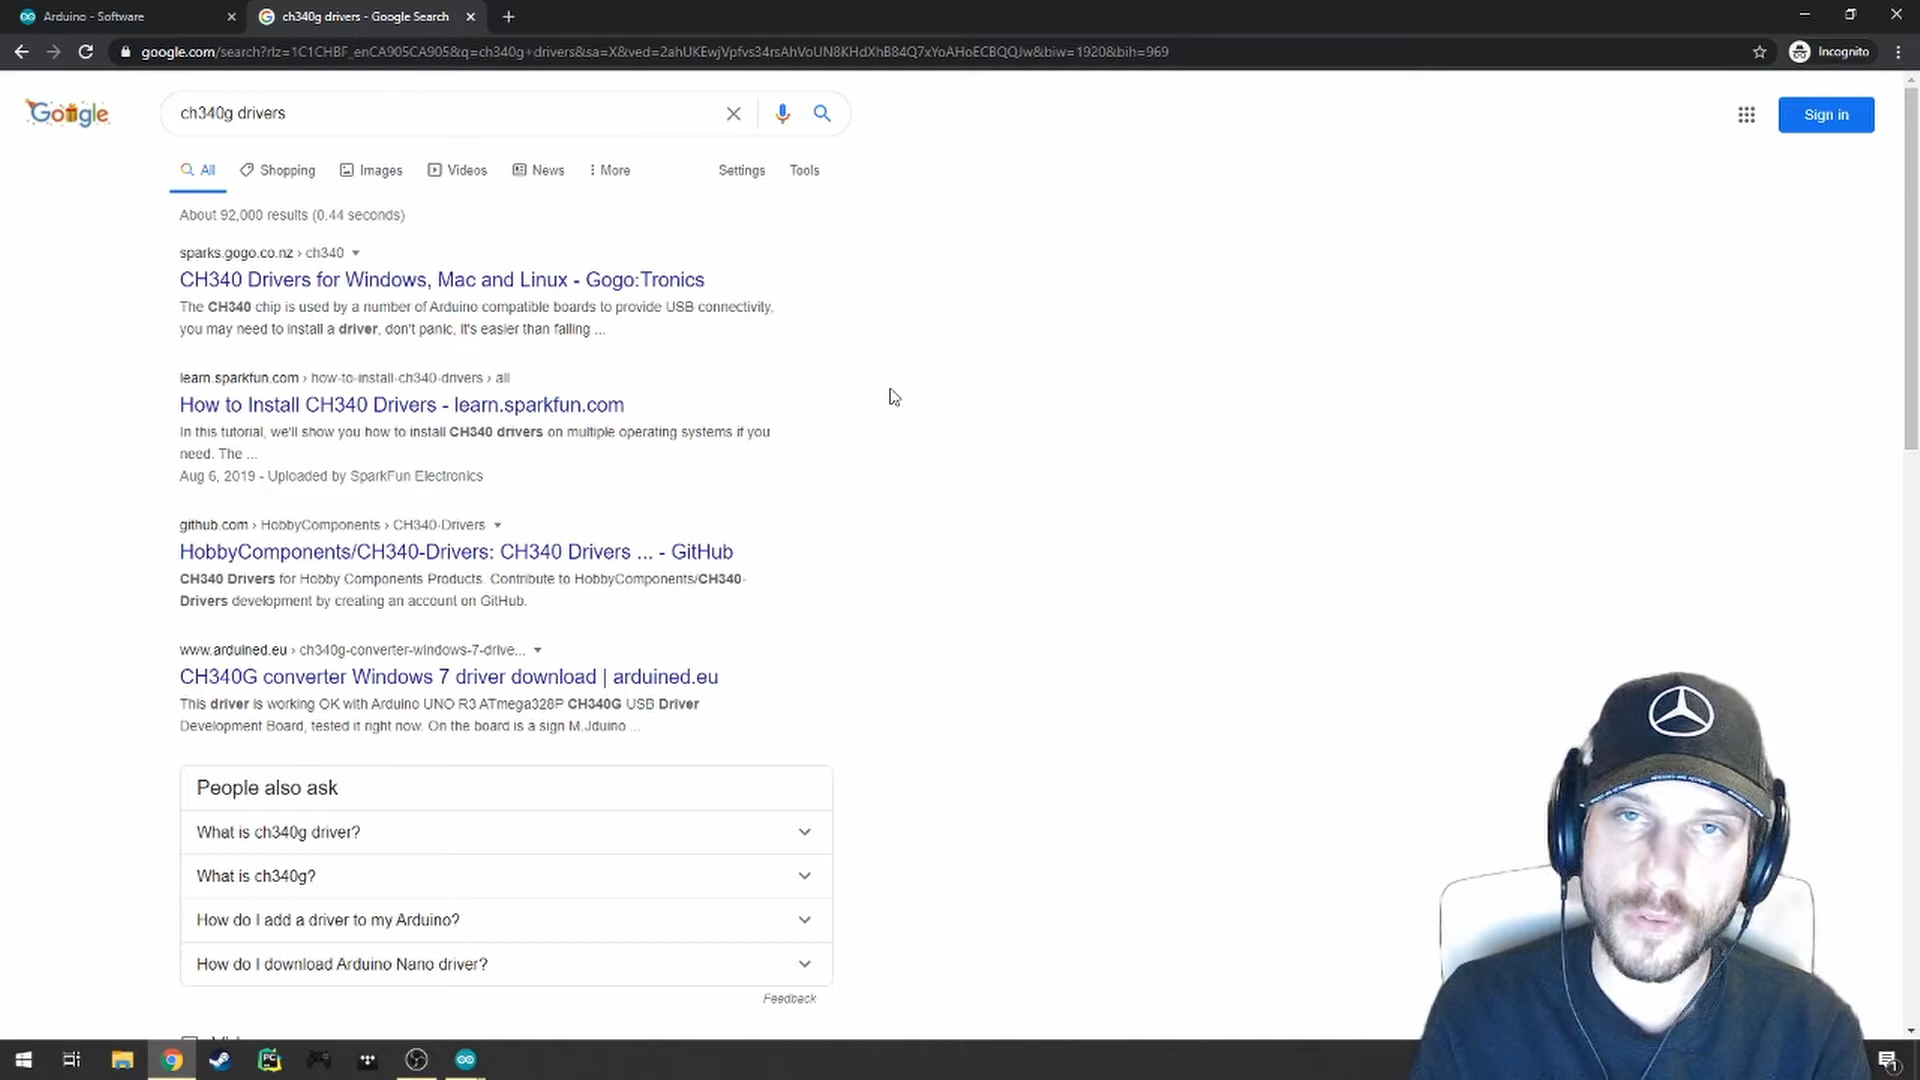 Arduino - Software
ch340g drivers - Google Search
google.com/search?rlz=1C1CHBF_enCA905CA905&q=ch340g+drivers&sa=X&ved=2ahUKEwjVpfvs34rsAhVoUN8KHdXhB84Q7xYoAHoECBQQJw&biw=1920&bih=969
Incognito
Google
ch340g drivers
Sign in
All
Shopping
Images
Videos
News
More
Settings
Tools
About 92,000 results (0.44 seconds)
sparks.gogo.co.nz › ch340
CH340 Drivers for Windows, Mac and Linux - Gogo:Tronics
The CH340 chip is used by a number of Arduino compatible boards to provide USB connectivity,
you may need to install a driver, don't panic, it's easier than falling ...
learn.sparkfun.com › how-to-install-ch340-drivers › all
How to Install CH340 Drivers - learn.sparkfun.com
In this tutorial, we'll show you how to install CH340 drivers on multiple operating systems if you
need. The ...
Aug 6, 2019 - Uploaded by SparkFun Electronics
github.com › HobbyComponents › CH340-Drivers
HobbyComponents/CH340-Drivers: CH340 Drivers ... - GitHub
CH340 Drivers for Hobby Components Products. Contribute to HobbyComponents/CH340-
Drivers development by creating an account on GitHub.
www.arduined.eu › ch340g-converter-windows-7-drive...
CH340G converter Windows 7 driver download | arduined.eu
This driver is working OK with Arduino UNO R3 ATmega328P CH340G USB Driver
Development Board, tested it right now. On the board is a sign M.Jduino ...
People also ask
What is ch340g driver?
What is ch340g?
How do I add a driver to my Arduino?
How do I download Arduino Nano driver?
Feedback
PC
1